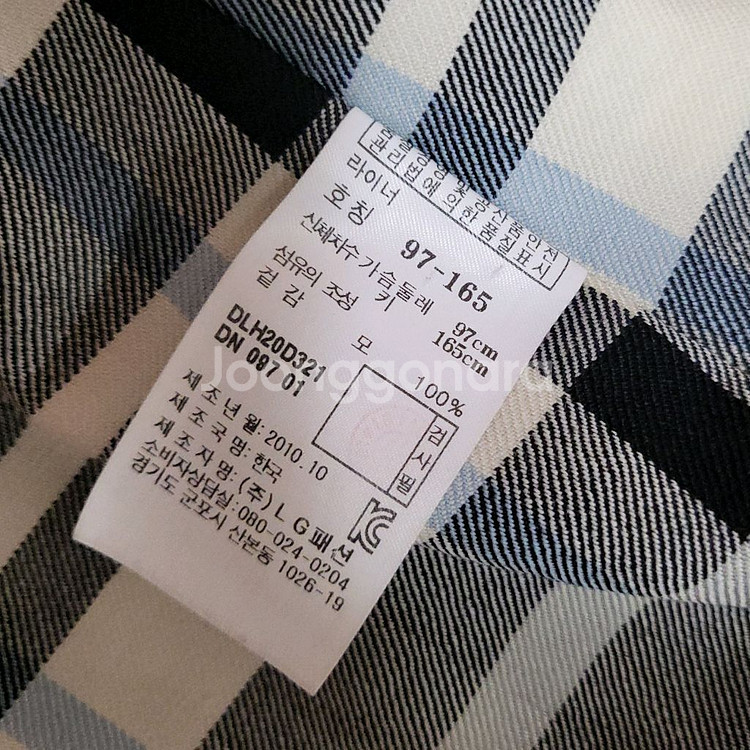 품질경영및공산품안전
관리법에 의한 품질표시
라이너
호칭 97-165
신체치수 가슴둘레 97cm
키 165cm
섬유의 조성
겉감 모 100%
DLH20D321
DN 097 01
검사필
제조년월: 2010.10
제조국명: 한국
제조자명: (주)LG패션
소비자상담실: 080-024-0204
경기도 군포시 산본동 1026-19
Joonggonara